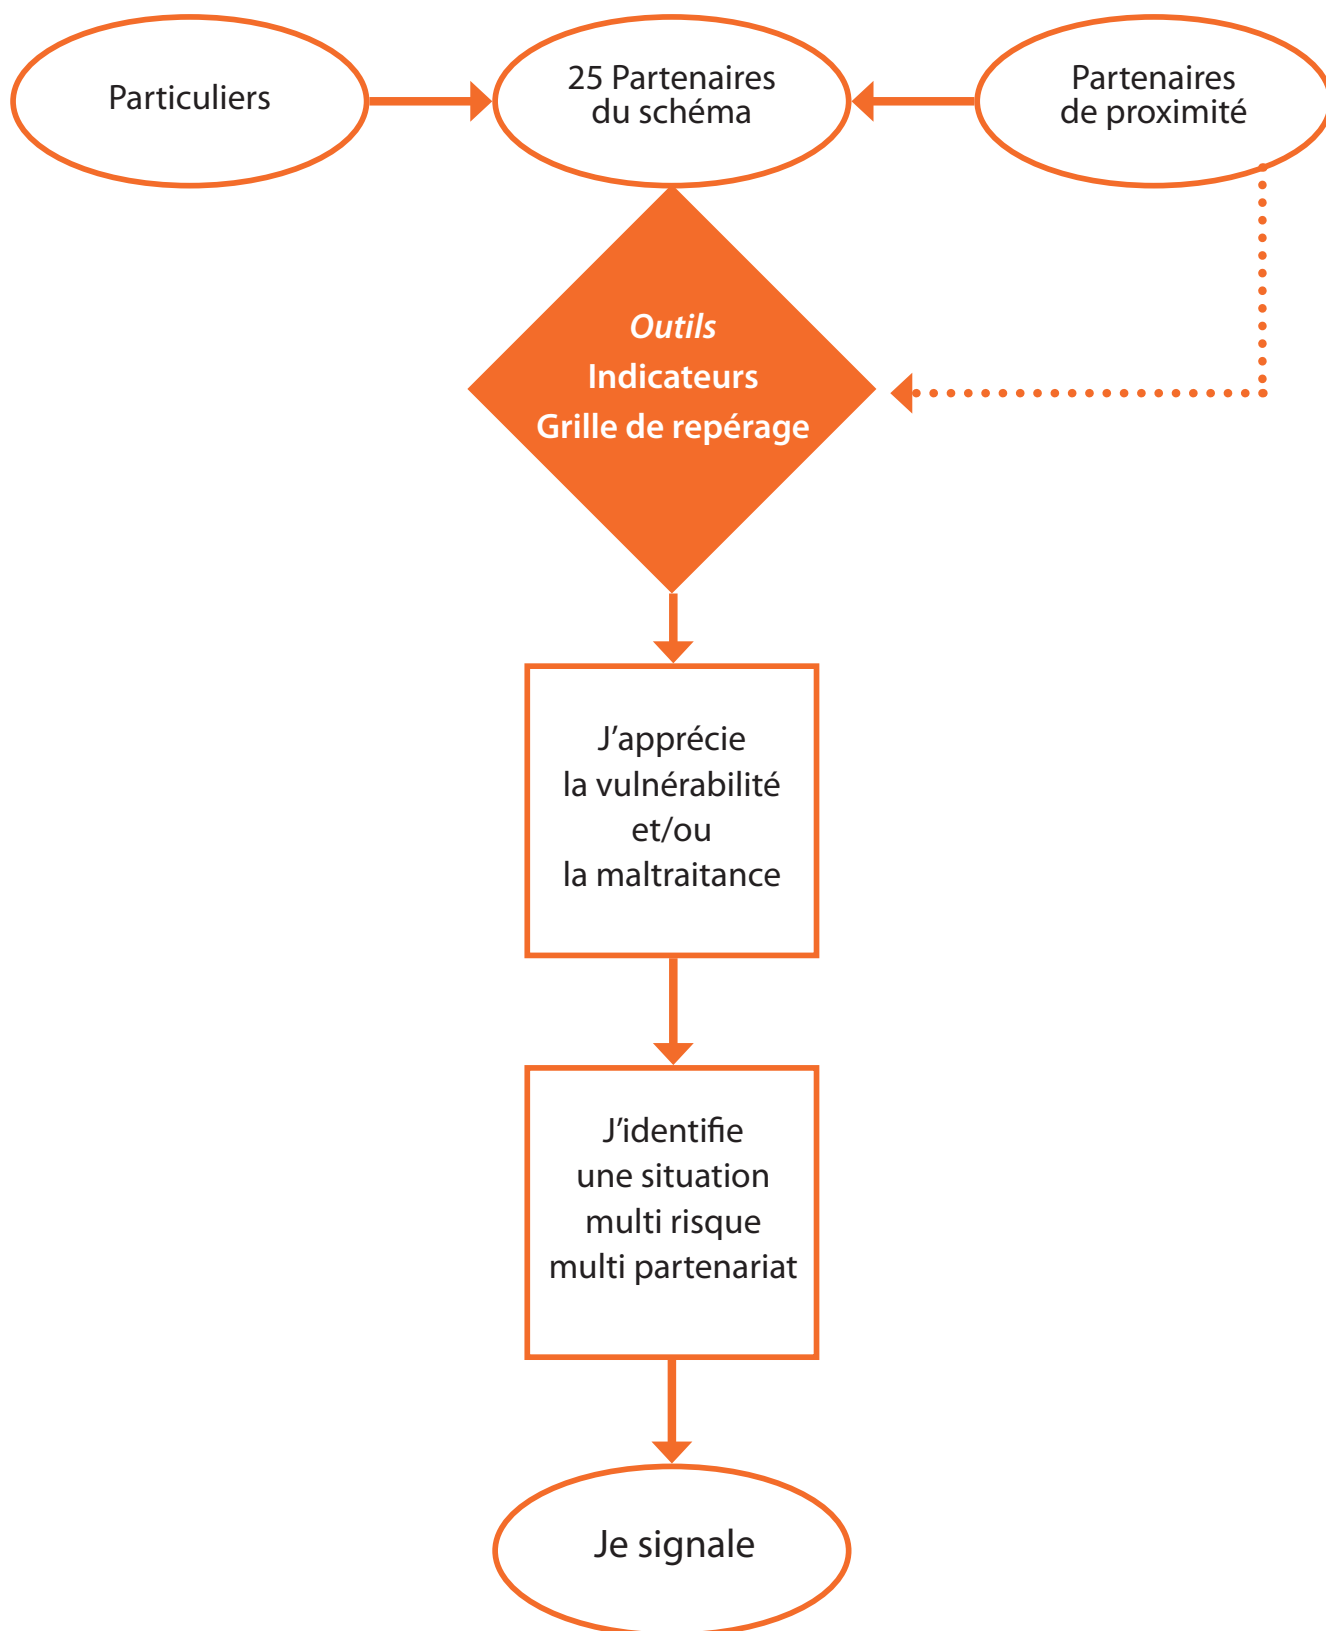 Particuliers
25 Partenaires
du schéma
Partenaires
de proximité
Outils
Indicateurs
Grille de repérage
J’apprécie
la vulnérabilité
et/ou
la maltraitance
J’identifie
une situation
multi risque
multi partenariat
Je signale